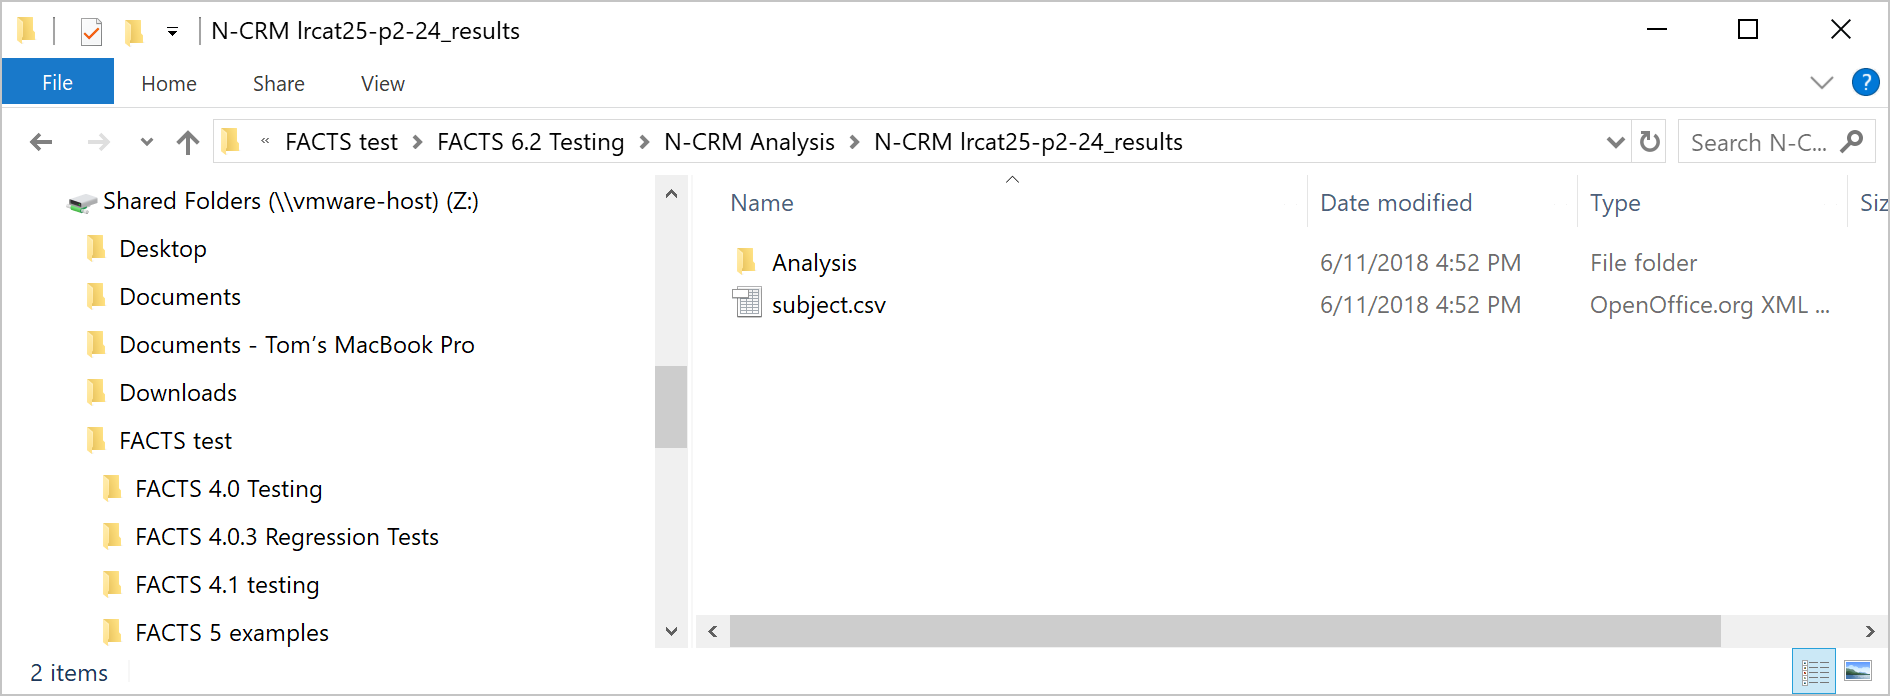 N-CRM lrcat25-p2-24_results
File Home Share View ?
« FACTS test > FACTS 6.2 Testing > N-CRM Analysis > N-CRM lrcat25-p2-24_results Search N-C...
Shared Folders (\\vmware-host) (Z:)
Desktop
Documents
Documents - Tom’s MacBook Pro
Downloads
FACTS test
FACTS 4.0 Testing
FACTS 4.0.3 Regression Tests
FACTS 4.1 testing
FACTS 5 examples
Name Date modified Type Siz
Analysis 6/11/2018 4:52 PM File folder
subject.csv 6/11/2018 4:52 PM OpenOffice.org XML ...
2 items